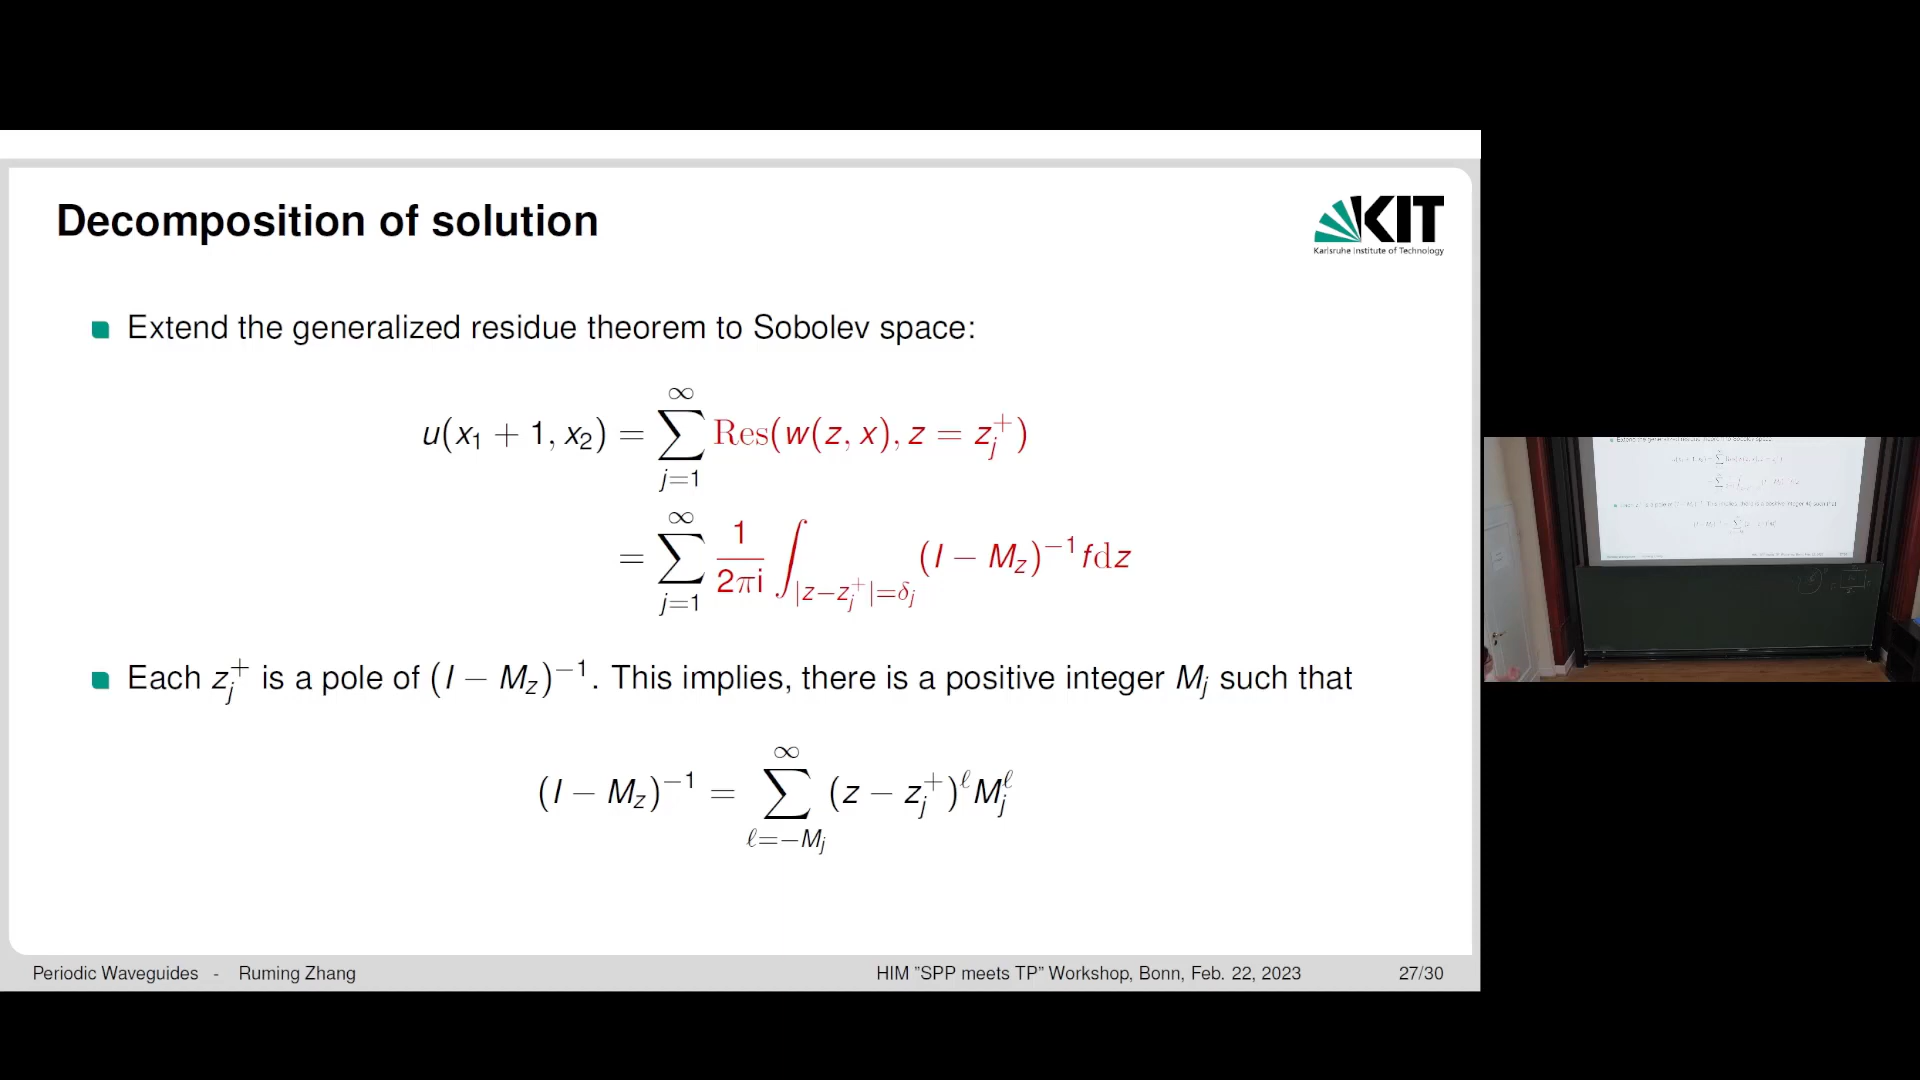 Decomposition of solution
KIT
Karlsruhe Institute of Technology
Extend the generalized residue theorem to Sobolev space:
u(x₁ + 1, x₂) = ∑_{j=1}^{∞} Res(w(z, x), z = z_j^+)
= ∑_{j=1}^{∞} \frac{1}{2πi} ∫_{|z−z_j^+|=δ_j} (I − M_z)^{−1} f dz
Each z_j^+ is a pole of (I − M_z)^{−1}. This implies, there is a positive integer M_j such that
(I − M_z)^{−1} = ∑_{ℓ=−M_j}^{∞} (z − z_j^+)^ℓ M_j^ℓ
Periodic Waveguides - Ruming Zhang
HIM ”SPP meets TP” Workshop, Bonn, Feb. 22, 2023
27/30